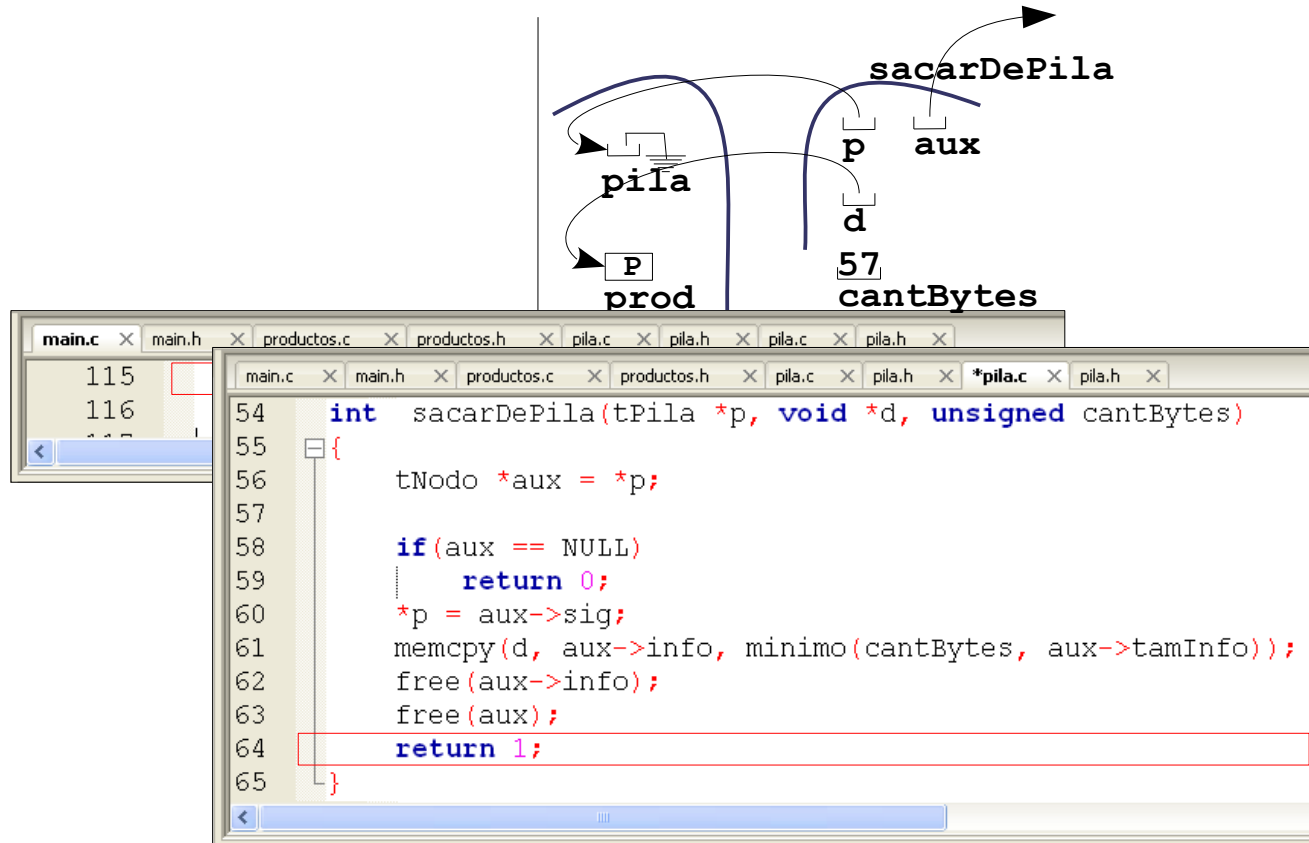 sacarDePila
p aux
pila
d
P 57
prod cantBytes
main.c main.h productos.c productos.h pila.c pila.h pila.c pila.h
115
116
main.c main.h productos.c productos.h pila.c pila.h *pila.c pila.h
54 int sacarDePila(tPila *p, void *d, unsigned cantBytes)
55 {
56 tNodo *aux = *p;
57
58 if(aux == NULL)
59 return 0;
60 *p = aux->sig;
61 memcpy(d, aux->info, minimo(cantBytes, aux->tamInfo));
62 free(aux->info);
63 free(aux);
64 return 1;
65 }